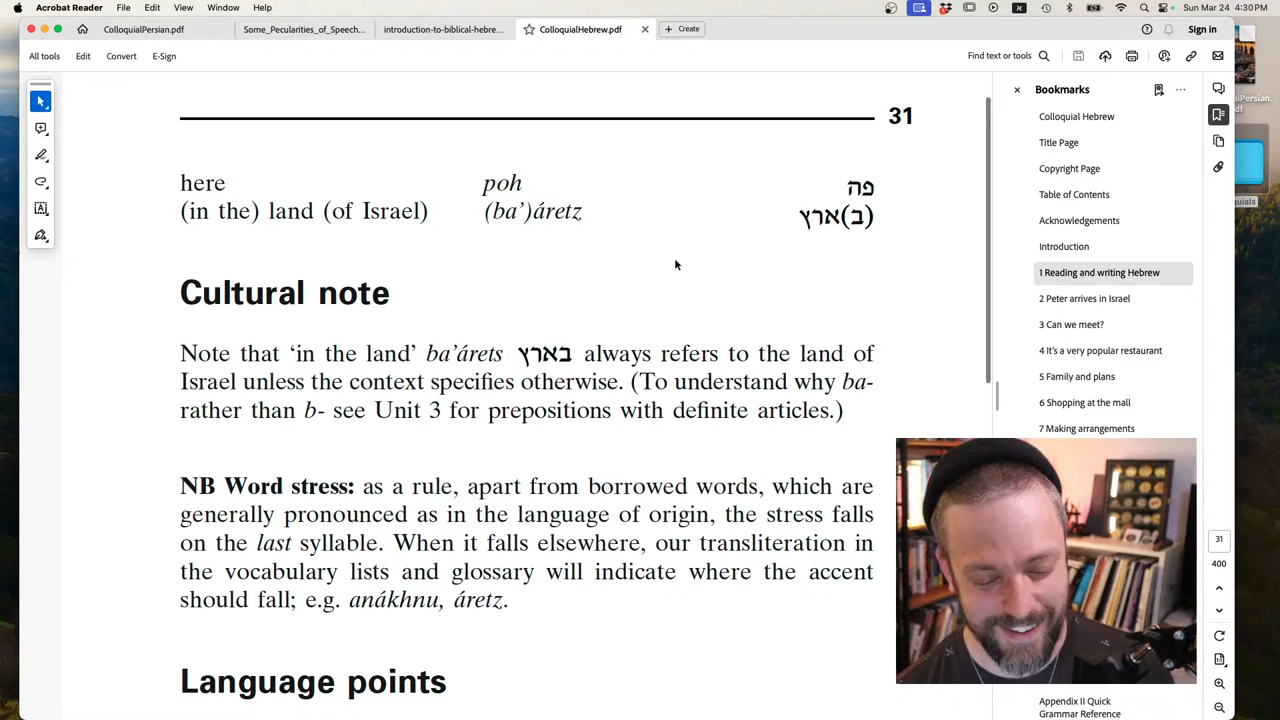 Acrobat Reader File Edit View Window Help Sun Mar 24 4:30 PM
ColloquialPersian.pdf Some_Pecularities_of_Speech... introduction-to-biblical-hebre... ColloquialHebrew.pdf Create Sign in
All tools Edit Convert E-Sign Find text or tools
31
here poh פה
(in the) land (of Israel) (ba’)áretz (ב)ארץ
Cultural note
Note that ‘in the land’ ba’árets בארץ always refers to the land of
Israel unless the context specifies otherwise. (To understand why ba-
rather than b- see Unit 3 for prepositions with definite articles.)
NB Word stress: as a rule, apart from borrowed words, which are
generally pronounced as in the language of origin, the stress falls
on the last syllable. When it falls elsewhere, our transliteration in
the vocabulary lists and glossary will indicate where the accent
should fall; e.g. anákhnu, áretz.
Language points
Bookmarks
Colloquial Hebrew
Title Page
Copyright Page
Table of Contents
Acknowledgements
Introduction
1 Reading and writing Hebrew
2 Peter arrives in Israel
3 Can we meet?
4 It's a very popular restaurant
5 Family and plans
6 Shopping at the mall
7 Making arrangements
Appendix II Quick
Grammar Reference
31
400